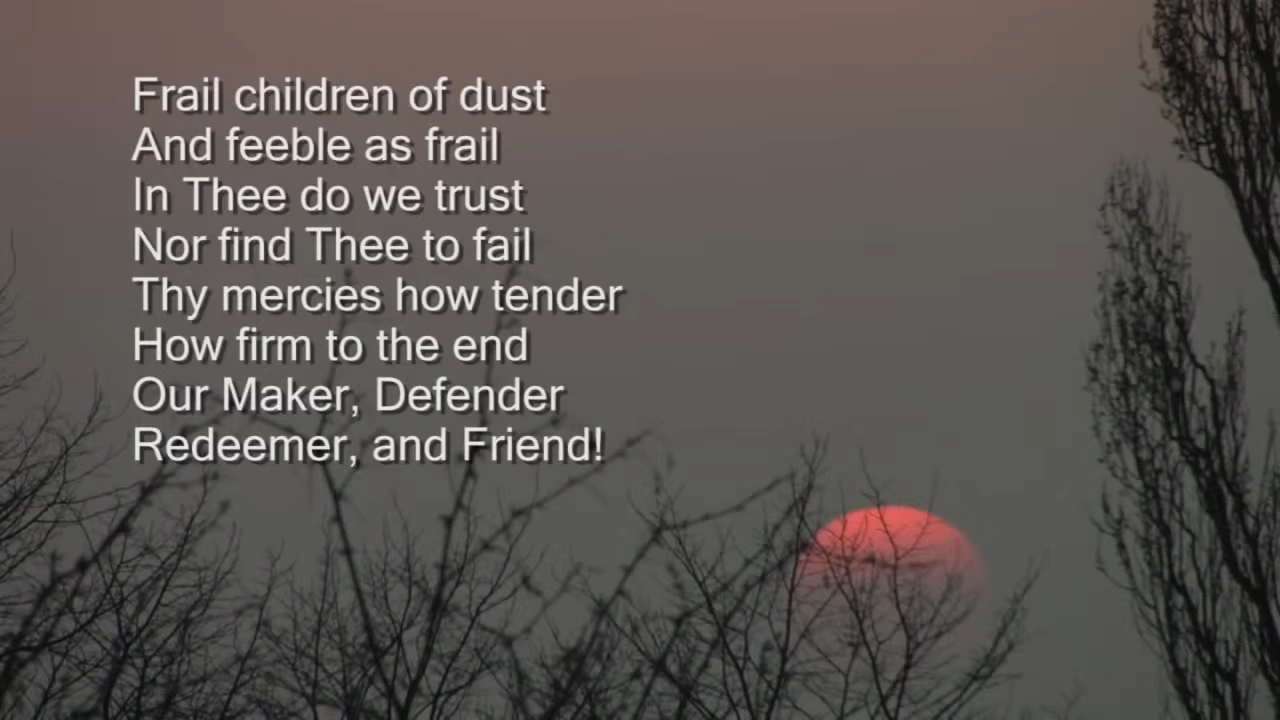 Frail children of dust
And feeble as frail
In Thee do we trust
Nor find Thee to fail
Thy mercies how tender
How firm to the end
Our Maker, Defender
Redeemer, and Friend!